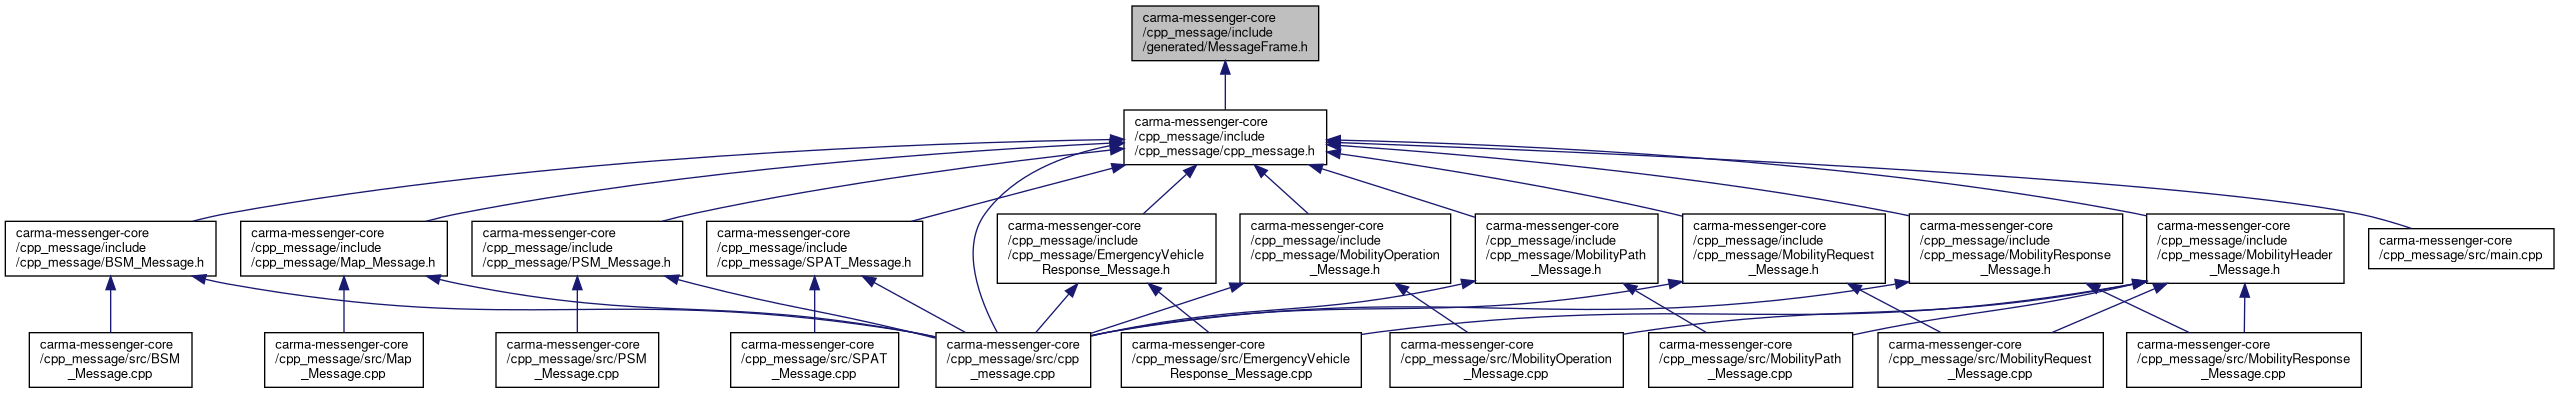 carma-messenger-core
/cpp_message/include
/generated/MessageFrame.h
carma-messenger-core
/cpp_message/include
/cpp_message/cpp_message.h
carma-messenger-core
/cpp_message/include
/cpp_message/BSM_Message.h
carma-messenger-core
/cpp_message/include
/cpp_message/Map_Message.h
carma-messenger-core
/cpp_message/include
/cpp_message/PSM_Message.h
carma-messenger-core
/cpp_message/include
/cpp_message/SPAT_Message.h
carma-messenger-core
/cpp_message/include
/cpp_message/EmergencyVehicle
Response_Message.h
carma-messenger-core
/cpp_message/include
/cpp_message/MobilityOperation
_Message.h
carma-messenger-core
/cpp_message/include
/cpp_message/MobilityPath
_Message.h
carma-messenger-core
/cpp_message/include
/cpp_message/MobilityRequest
_Message.h
carma-messenger-core
/cpp_message/include
/cpp_message/MobilityResponse
_Message.h
carma-messenger-core
/cpp_message/include
/cpp_message/MobilityHeader
_Message.h
carma-messenger-core
/cpp_message/src/main.cpp
carma-messenger-core
/cpp_message/src/BSM
_Message.cpp
carma-messenger-core
/cpp_message/src/Map
_Message.cpp
carma-messenger-core
/cpp_message/src/PSM
_Message.cpp
carma-messenger-core
/cpp_message/src/SPAT
_Message.cpp
carma-messenger-core
/cpp_message/src/cpp
_message.cpp
carma-messenger-core
/cpp_message/src/EmergencyVehicle
Response_Message.cpp
carma-messenger-core
/cpp_message/src/MobilityOperation
_Message.cpp
carma-messenger-core
/cpp_message/src/MobilityPath
_Message.cpp
carma-messenger-core
/cpp_message/src/MobilityRequest
_Message.cpp
carma-messenger-core
/cpp_message/src/MobilityResponse
_Message.cpp